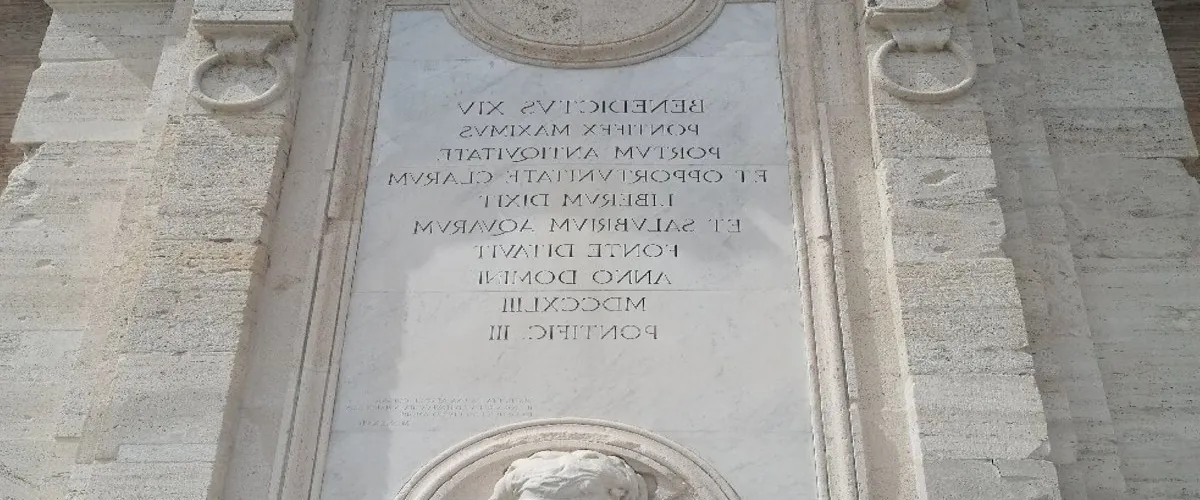 BENEDICTVS XIV
PONTIFEX MAXIMVS
PORTVM ANTIQVITATE
ET OPPORTVNITATE CLARVM
LIBERVM DIXIT
ET SALVBRIVM AQVARVM
FONTE DITAVIT
ANNO DOMINI
MDCCXLIII
PONTIFIC. III